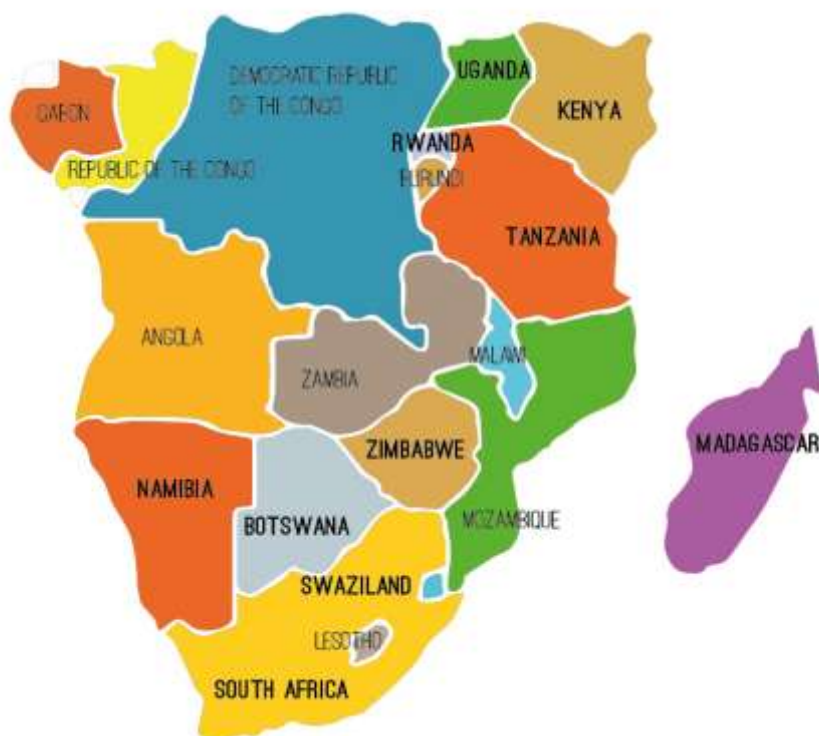 DEMOCRATIC REPUBLIC
OF THE CONGO
UGANDA
KENYA
GABON
RWANDA
REPUBLIC OF THE CONGO
BURUNDI
TANZANIA
ANGOLA
MALAWI
ZAMBIA
MADAGASCAR
ZIMBABWE
NAMIBIA
BOTSWANA
MOZAMBIQUE
SWAZILAND
LESOTHO
SOUTH AFRICA